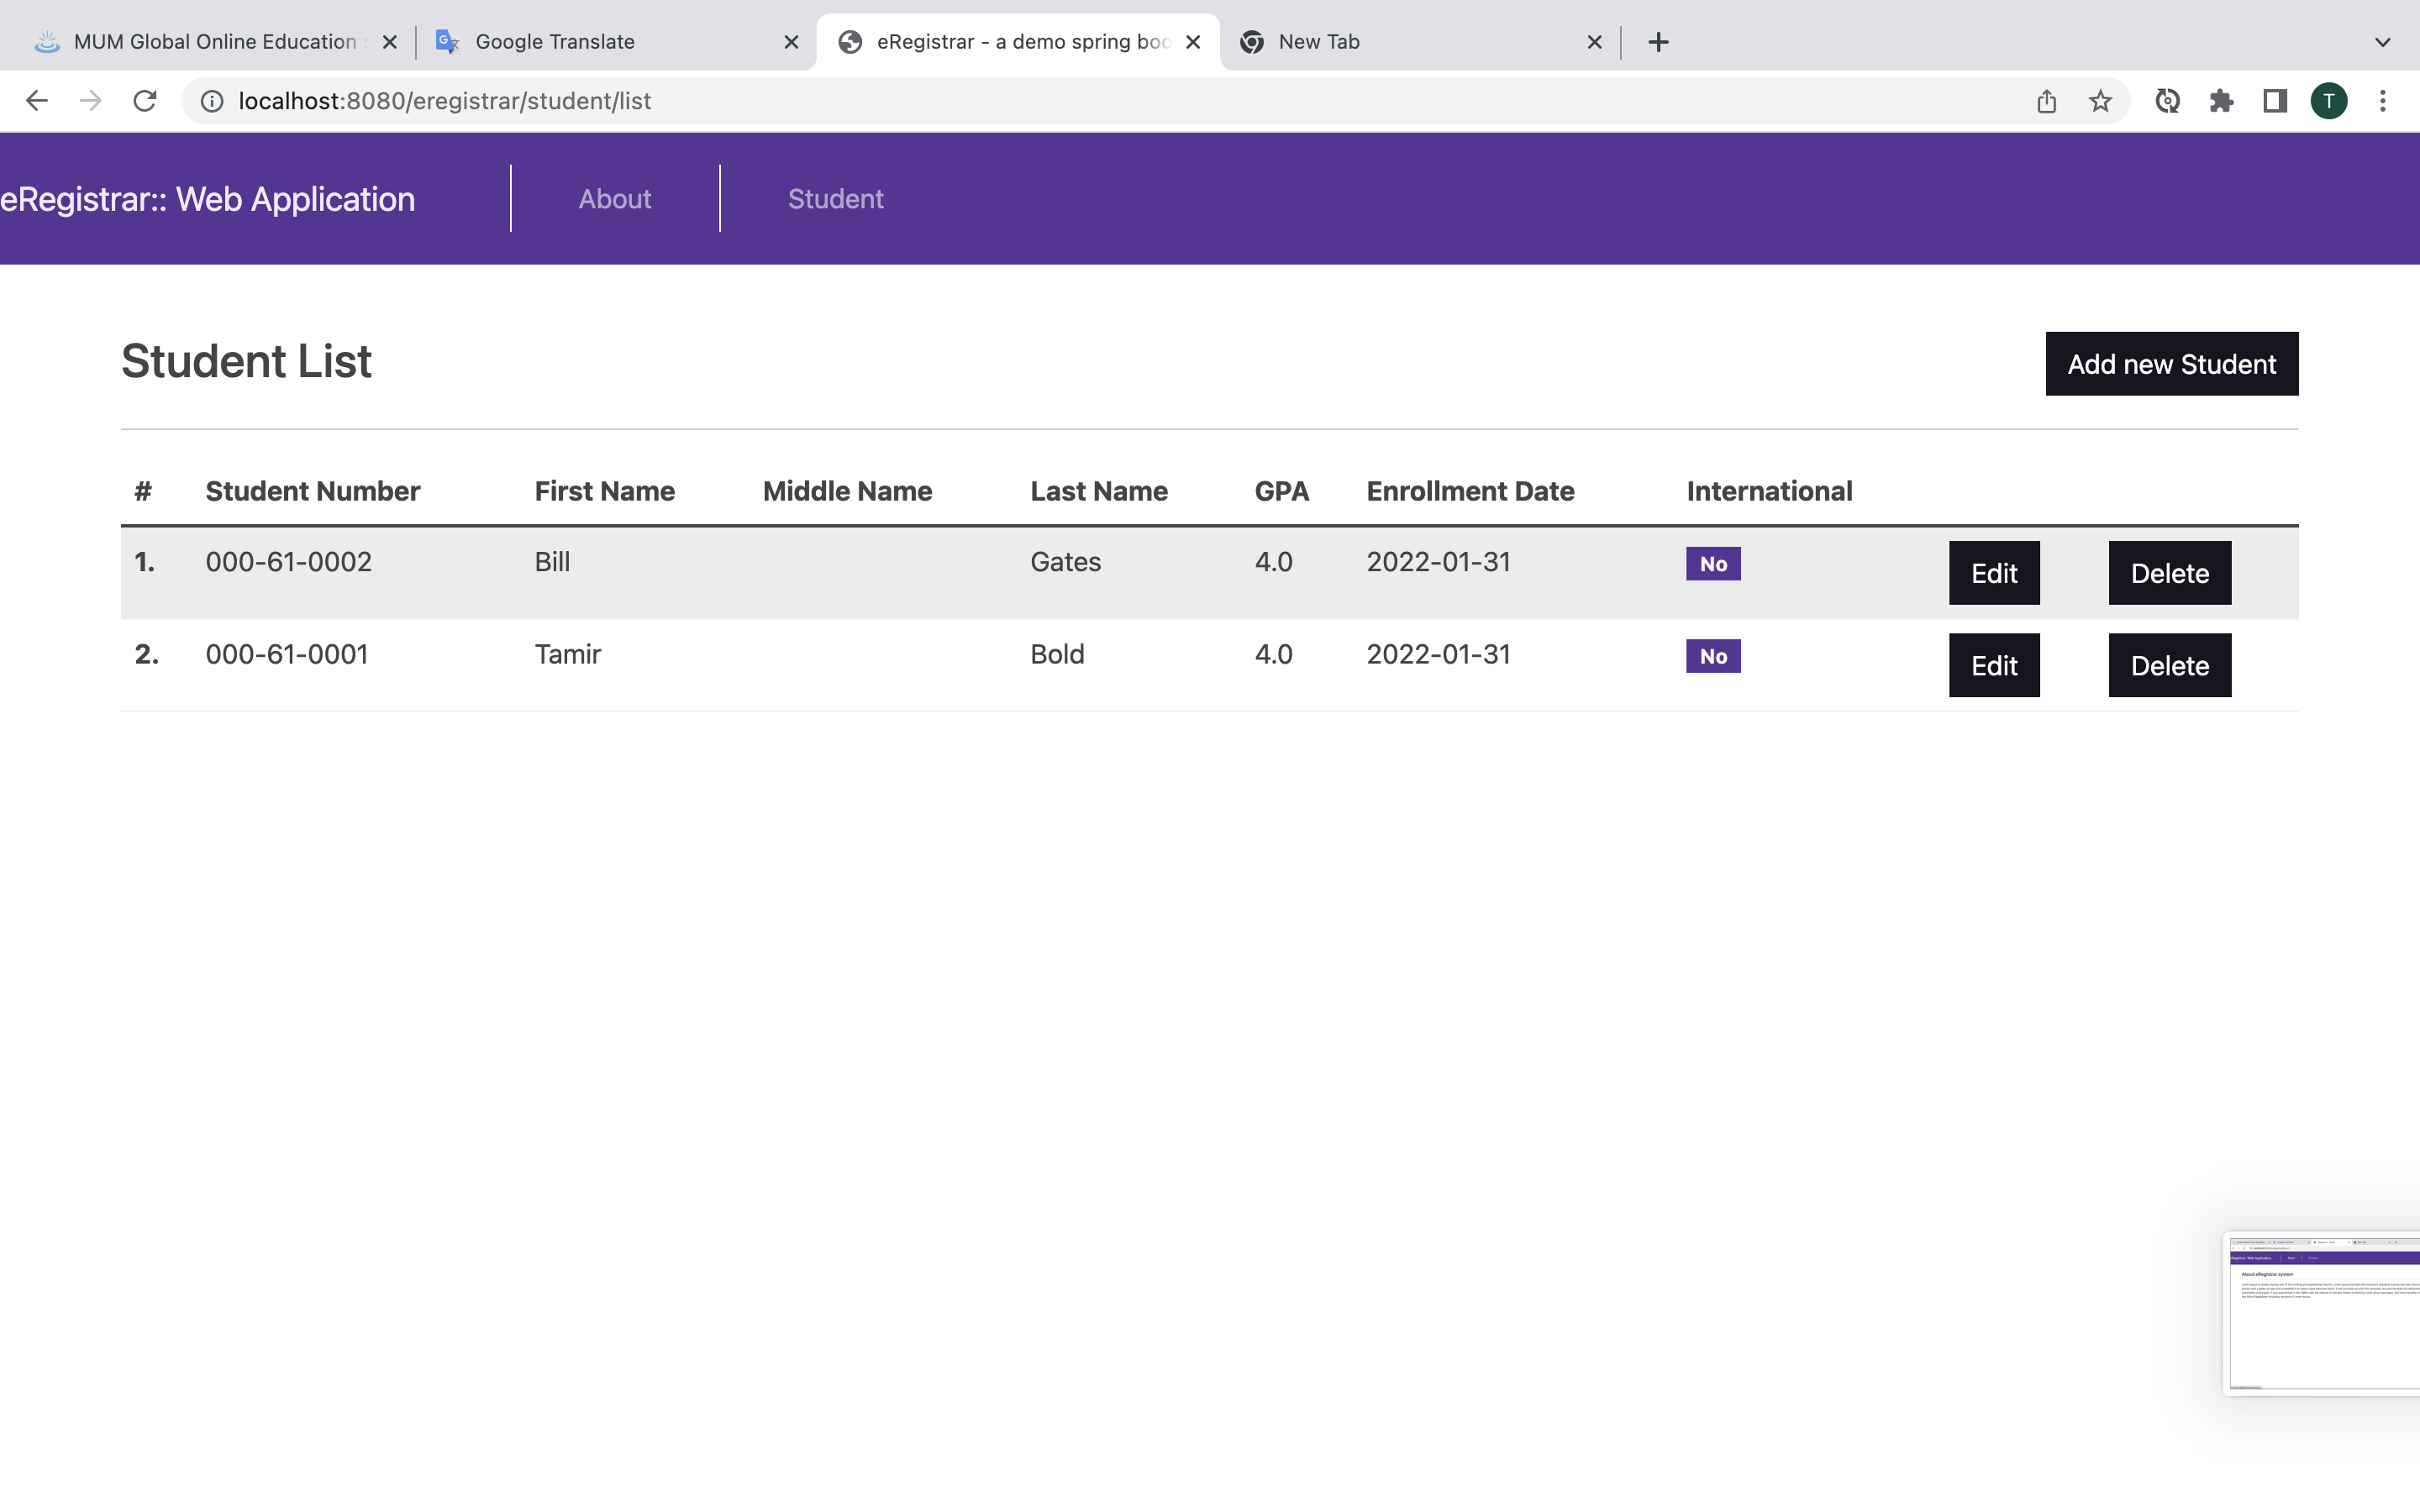 MUM Global Online Education
Google Translate
eRegistrar - a demo spring boo
New Tab
localhost:8080/eregistrar/student/list
T
eRegistrar:: Web Application
About
Student
Student List
Add new Student
# Student Number First Name Middle Name Last Name GPA Enrollment Date International
1. 000-61-0002 Bill Gates 4.0 2022-01-31 No Edit Delete
2. 000-61-0001 Tamir Bold 4.0 2022-01-31 No Edit Delete
About eRegistrar system